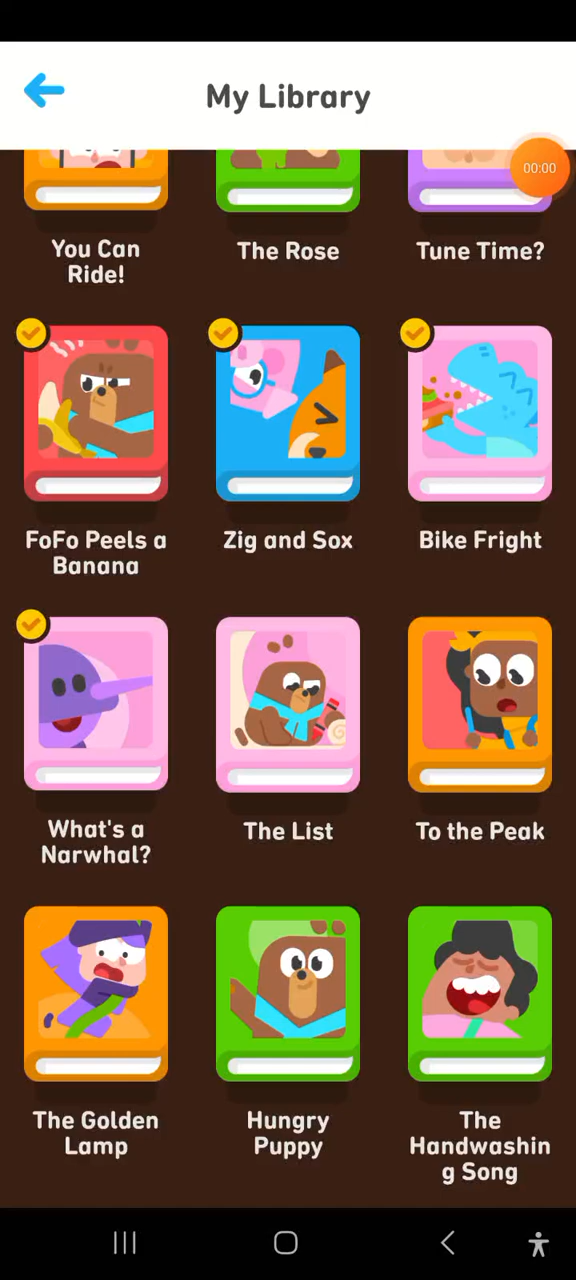 My Library
00:00
You Can
Ride!
The Rose
Tune Time?
FoFo Peels a
Banana
Zig and Sox
Bike Fright
What's a
Narwhal?
The List
To the Peak
The Golden
Lamp
Hungry
Puppy
The
Handwashin
g Song